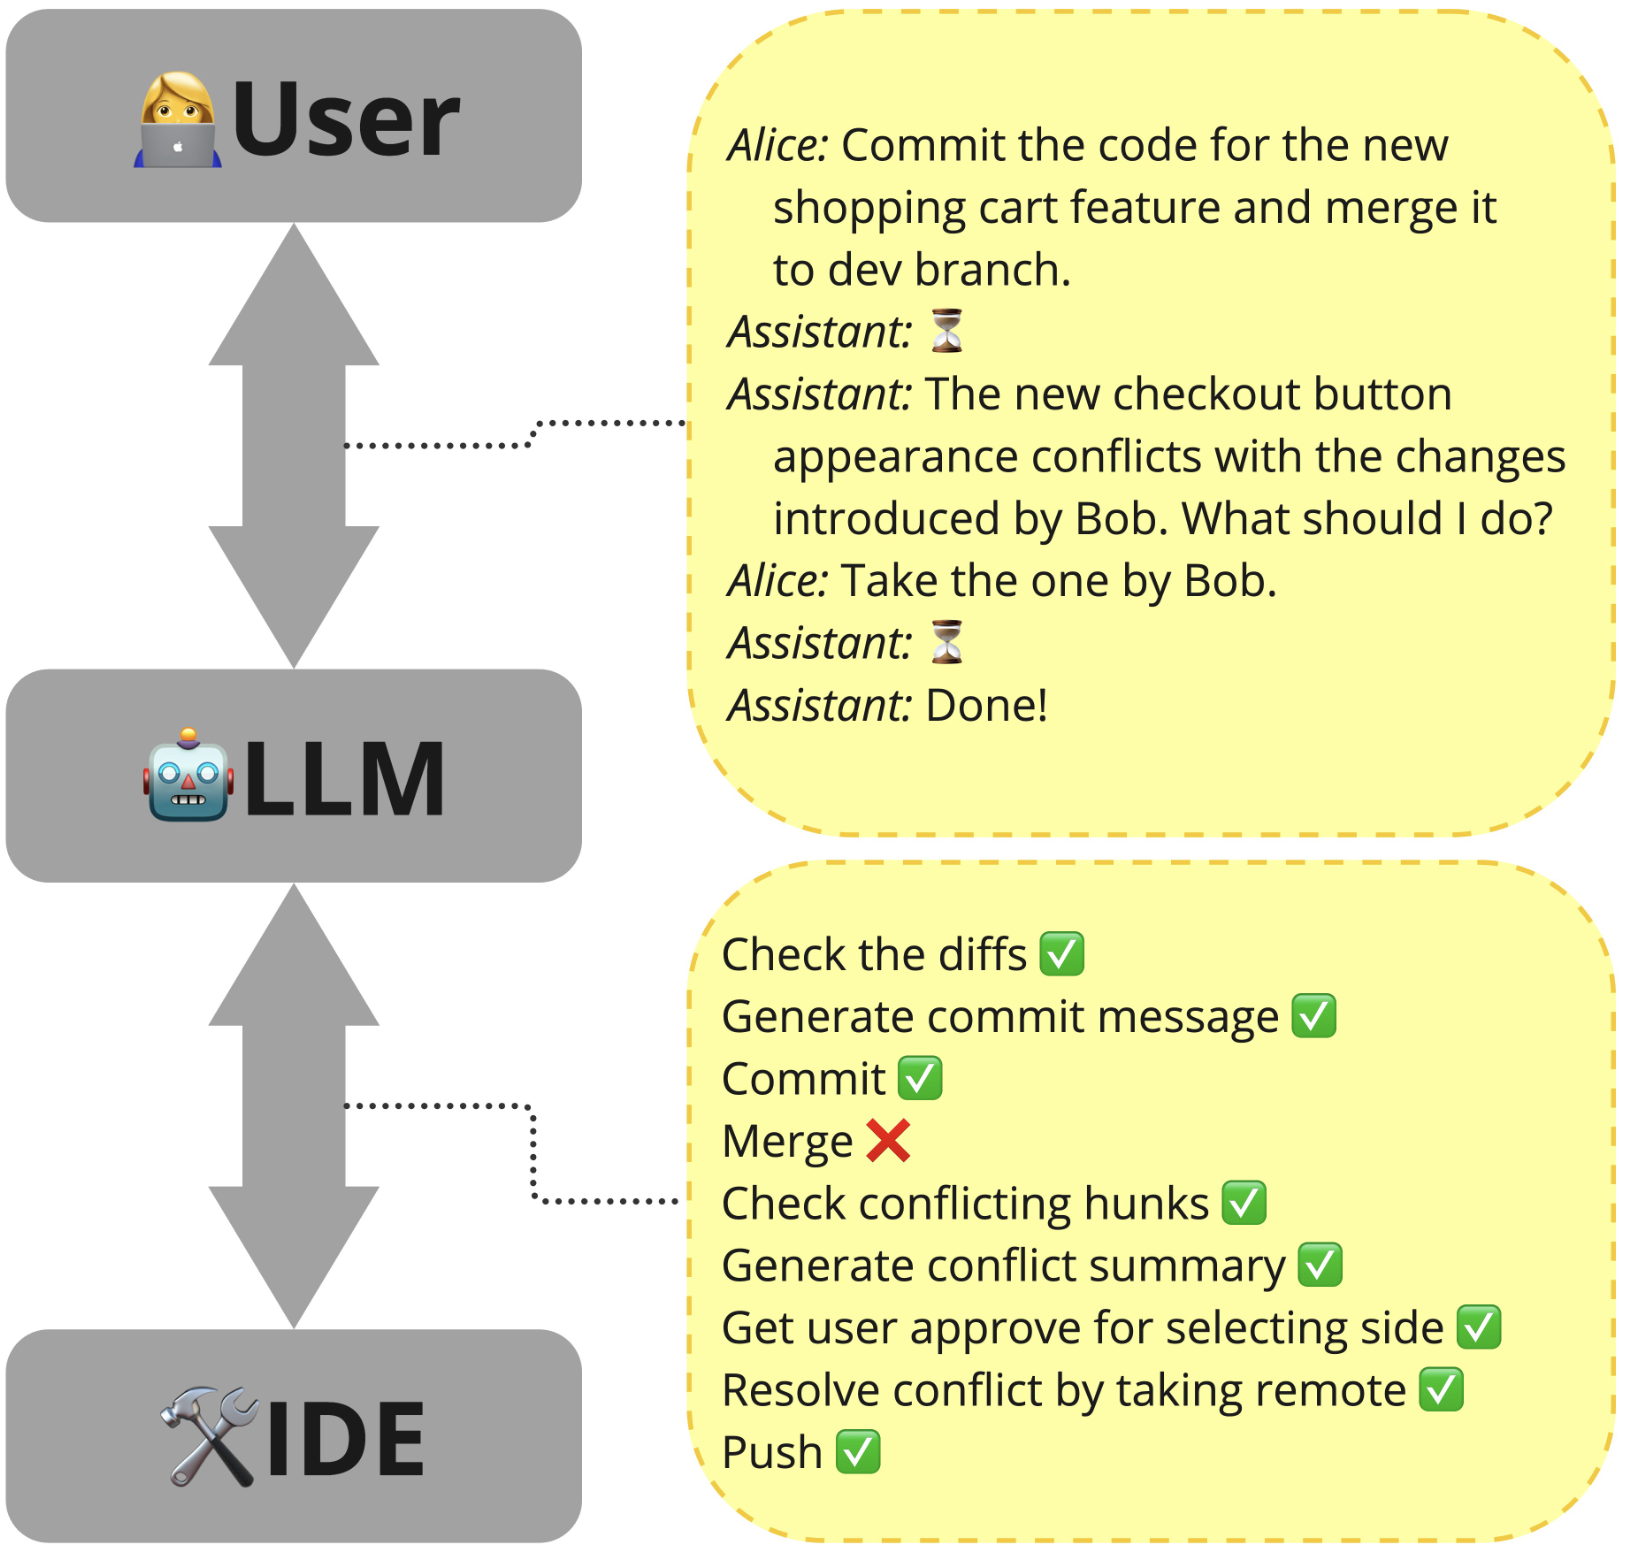 User
Alice: Commit the code for the new
shopping cart feature and merge it
to dev branch.
Assistant: ⏳
Assistant: The new checkout button
appearance conflicts with the changes
introduced by Bob. What should I do?
Alice: Take the one by Bob.
Assistant: ⏳
Assistant: Done!
LLM
Check the diffs ✅
Generate commit message ✅
Commit ✅
Merge ❌
Check conflicting hunks ✅
Generate conflict summary ✅
Get user approve for selecting side ✅
Resolve conflict by taking remote ✅
Push ✅
IDE